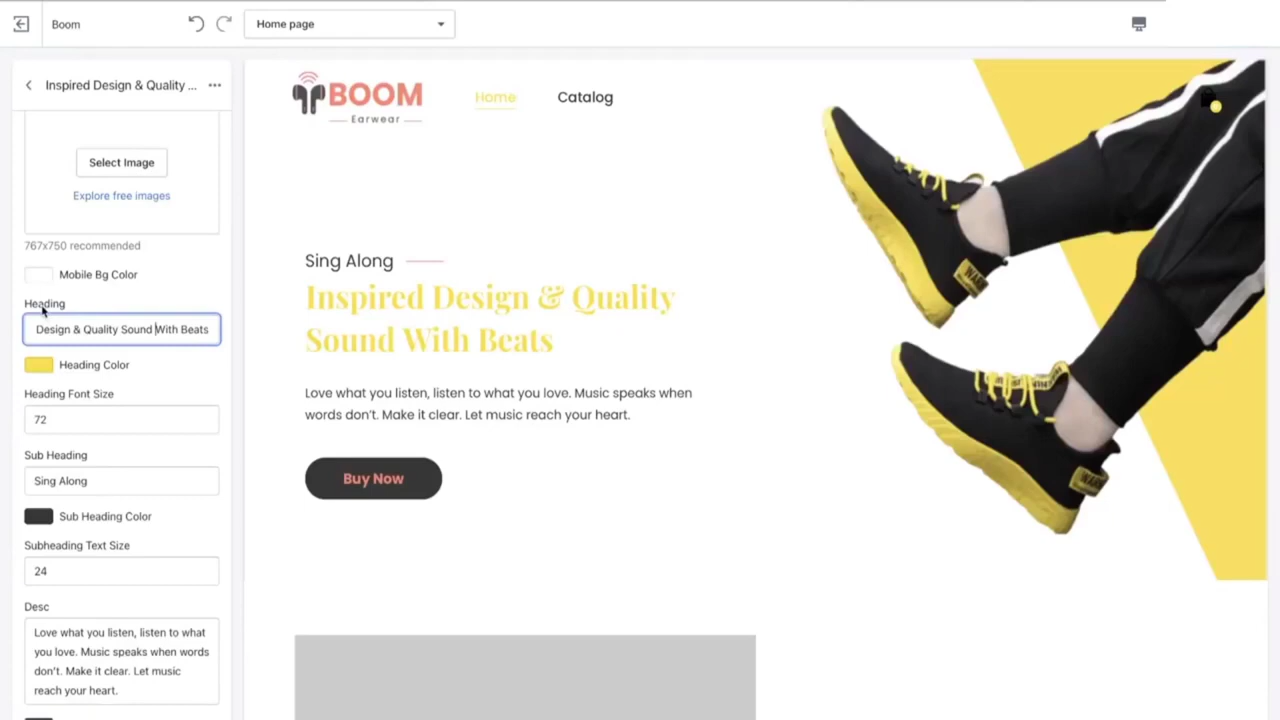 Boom
Home page
Inspired Design & Quality ...
Select Image
Explore free images
767x750 recommended
Mobile Bg Color
Heading
Design & Quality Sound With Beats
Heading Color
Heading Font Size
72
Sub Heading
Sing Along
Sub Heading Color
Subheading Text Size
24
Desc
Love what you listen, listen to what
you love. Music speaks when words
don't. Make it clear. Let music
reach your heart.
BOOM
Earwear
Home
Catalog
Sing Along
Inspired Design & Quality
Sound With Beats
Love what you listen, listen to what you love. Music speaks when
words don't. Make it clear. Let music reach your heart.
Buy Now